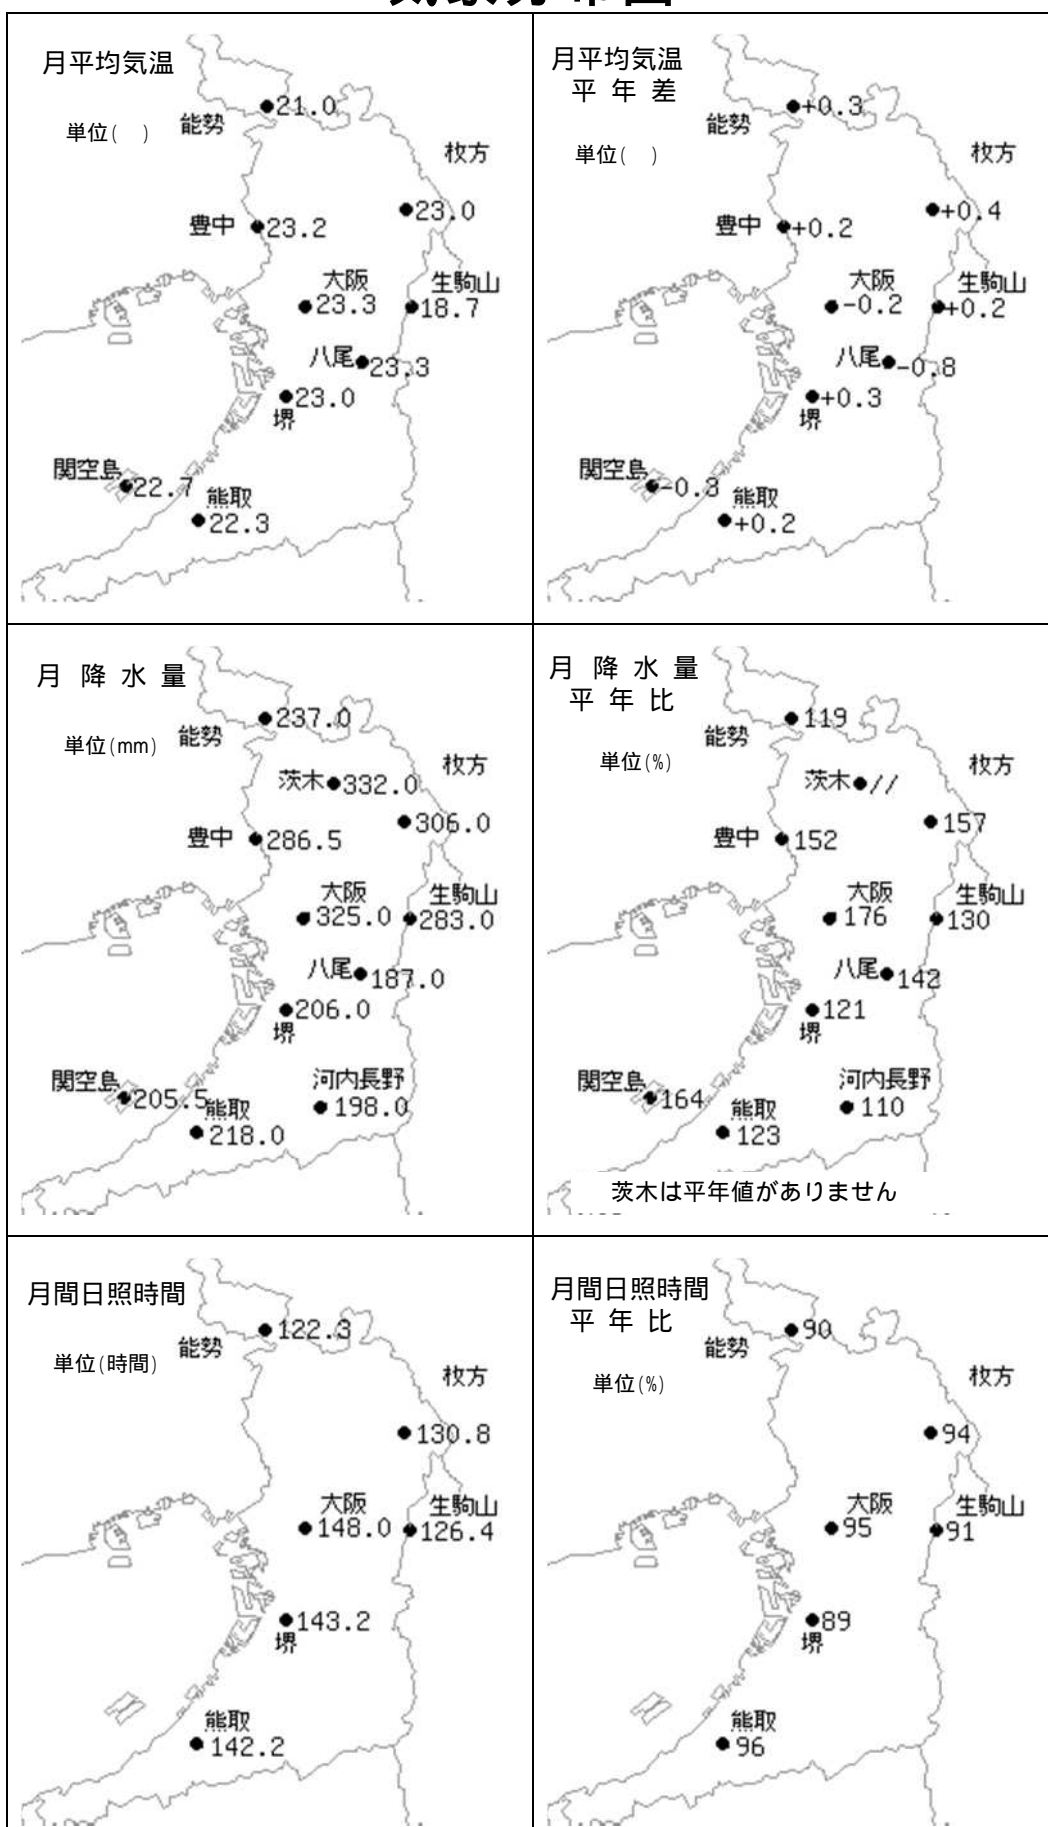 月平均気温
単位( )
21.0
能勢
枚方
23.0
豊中
23.2
大阪
23.3
生駒山
18.7
八尾
23.3
23.0
堺
関空島
22.7
熊取
22.3
月平均気温
平 年 差
単位( )
+0.3
能勢
枚方
+0.4
豊中
+0.2
大阪
-0.2
生駒山
+0.2
八尾
-0.8
+0.3
堺
関空島
熊取
+0.2
月 降 水 量
単位(mm)
237.0
能勢
枚方
茨木
332.0
306.0
豊中
286.5
大阪
325.0
生駒山
283.0
八尾
187.0
206.0
堺
関空島
205.5
熊取
218.0
河内長野
198.0
月 降 水 量
平 年 比
単位(%)
119
能勢
枚方
茨木
//
157
豊中
152
大阪
176
生駒山
130
八尾
142
121
堺
関空島
164
熊取
123
河内長野
110
茨木は平年値がありません
月間日照時間
単位(時間)
122.3
能勢
枚方
130.8
大阪
148.0
生駒山
126.4
143.2
堺
熊取
142.2
月間日照時間
平 年 比
単位(%)
90
能勢
枚方
94
大阪
95
生駒山
91
89
堺
熊取
96